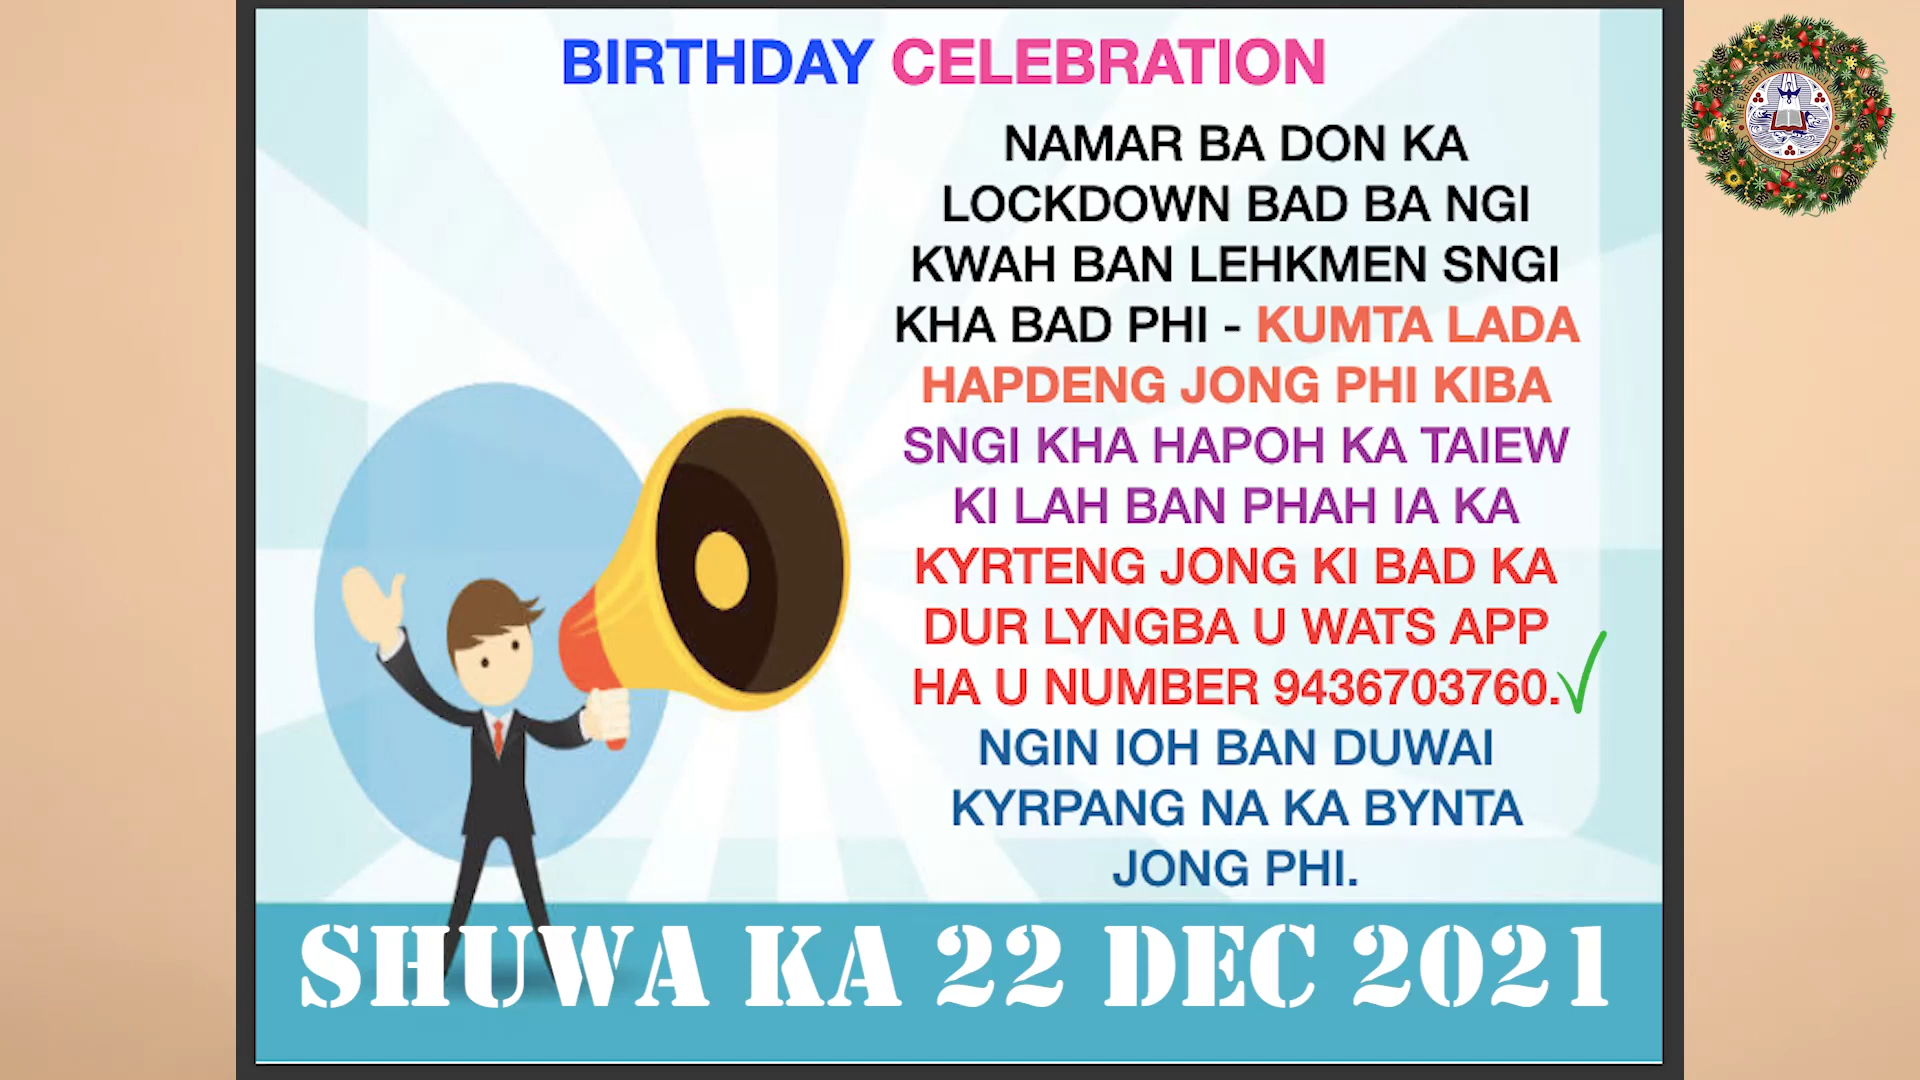 BIRTHDAY CELEBRATION
NAMAR BA DON KA
LOCKDOWN BAD BA NGI
KWAH BAN LEHKMEN SNGI
KHA BAD PHI - KUMTA LADA
HAPDENG JONG PHI KIBA
SNGI KHA HAPOH KA TAIEW
KI LAH BAN PHAH IA KA
KYRTENG JONG KI BAD KA
DUR LYNGBA U WATS APP
HA U NUMBER 9436703760.
NGIN IOH BAN DUWAI
KYRPANG NA KA BYNTA
JONG PHI.
SHUWA KA 22 DEC 2021